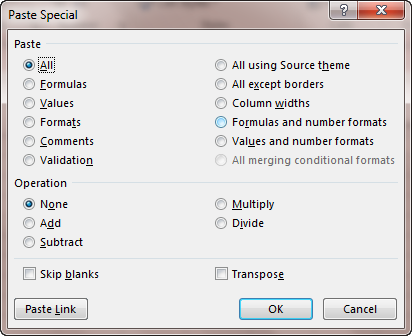 Paste Special
?
Paste
All
All using Source theme
Formulas
All except borders
Values
Column widths
Formats
Formulas and number formats
Comments
Values and number formats
Validation
All merging conditional formats
Operation
None
Multiply
Add
Divide
Subtract
Skip blanks
Transpose
Paste Link
OK
Cancel